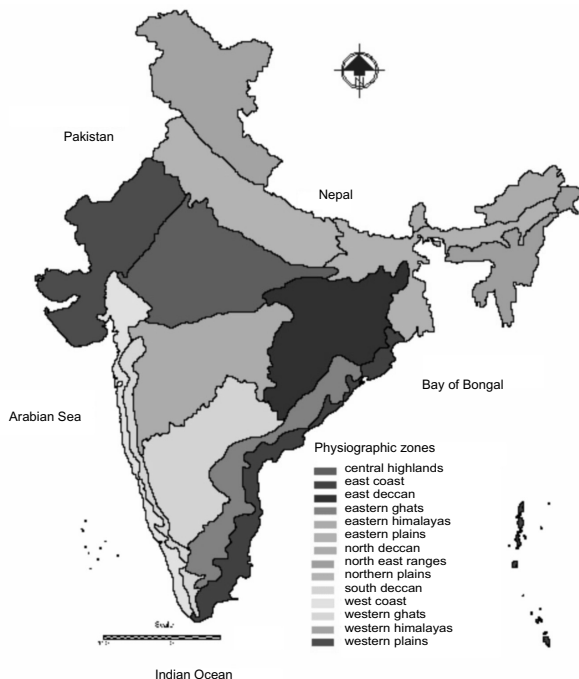 N
Pakistan
Nepal
Arabian Sea
Bay of Bongal
Physiographic zones
central highlands
east coast
east deccan
eastern ghats
eastern himalayas
eastern plains
north deccan
north east ranges
northern plains
south deccan
west coast
western ghats
western himalayas
western plains
Scale
Indian Ocean